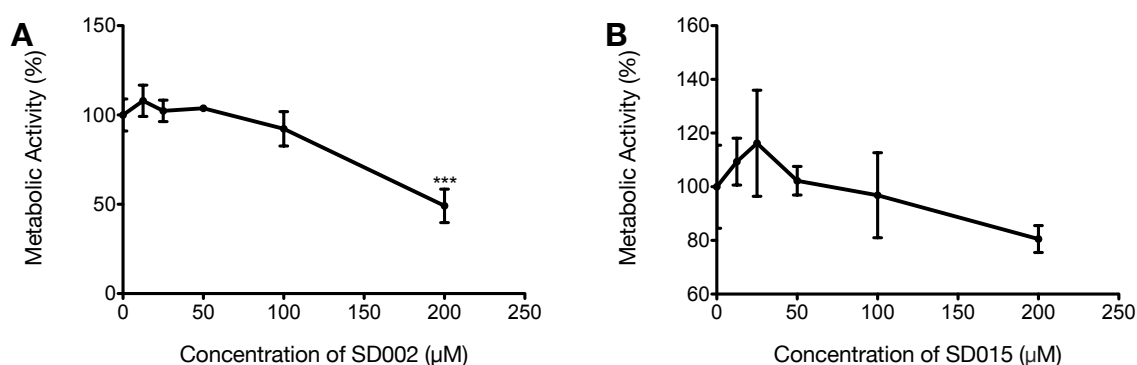 A
Metabolic Activity (%)
150
100
50
0
***
0 50 100 150 200 250
Concentration of SD002 (µM)
B
Metabolic Activity (%)
160
140
120
100
80
60
0 50 100 150 200 250
Concentration of SD015 (µM)